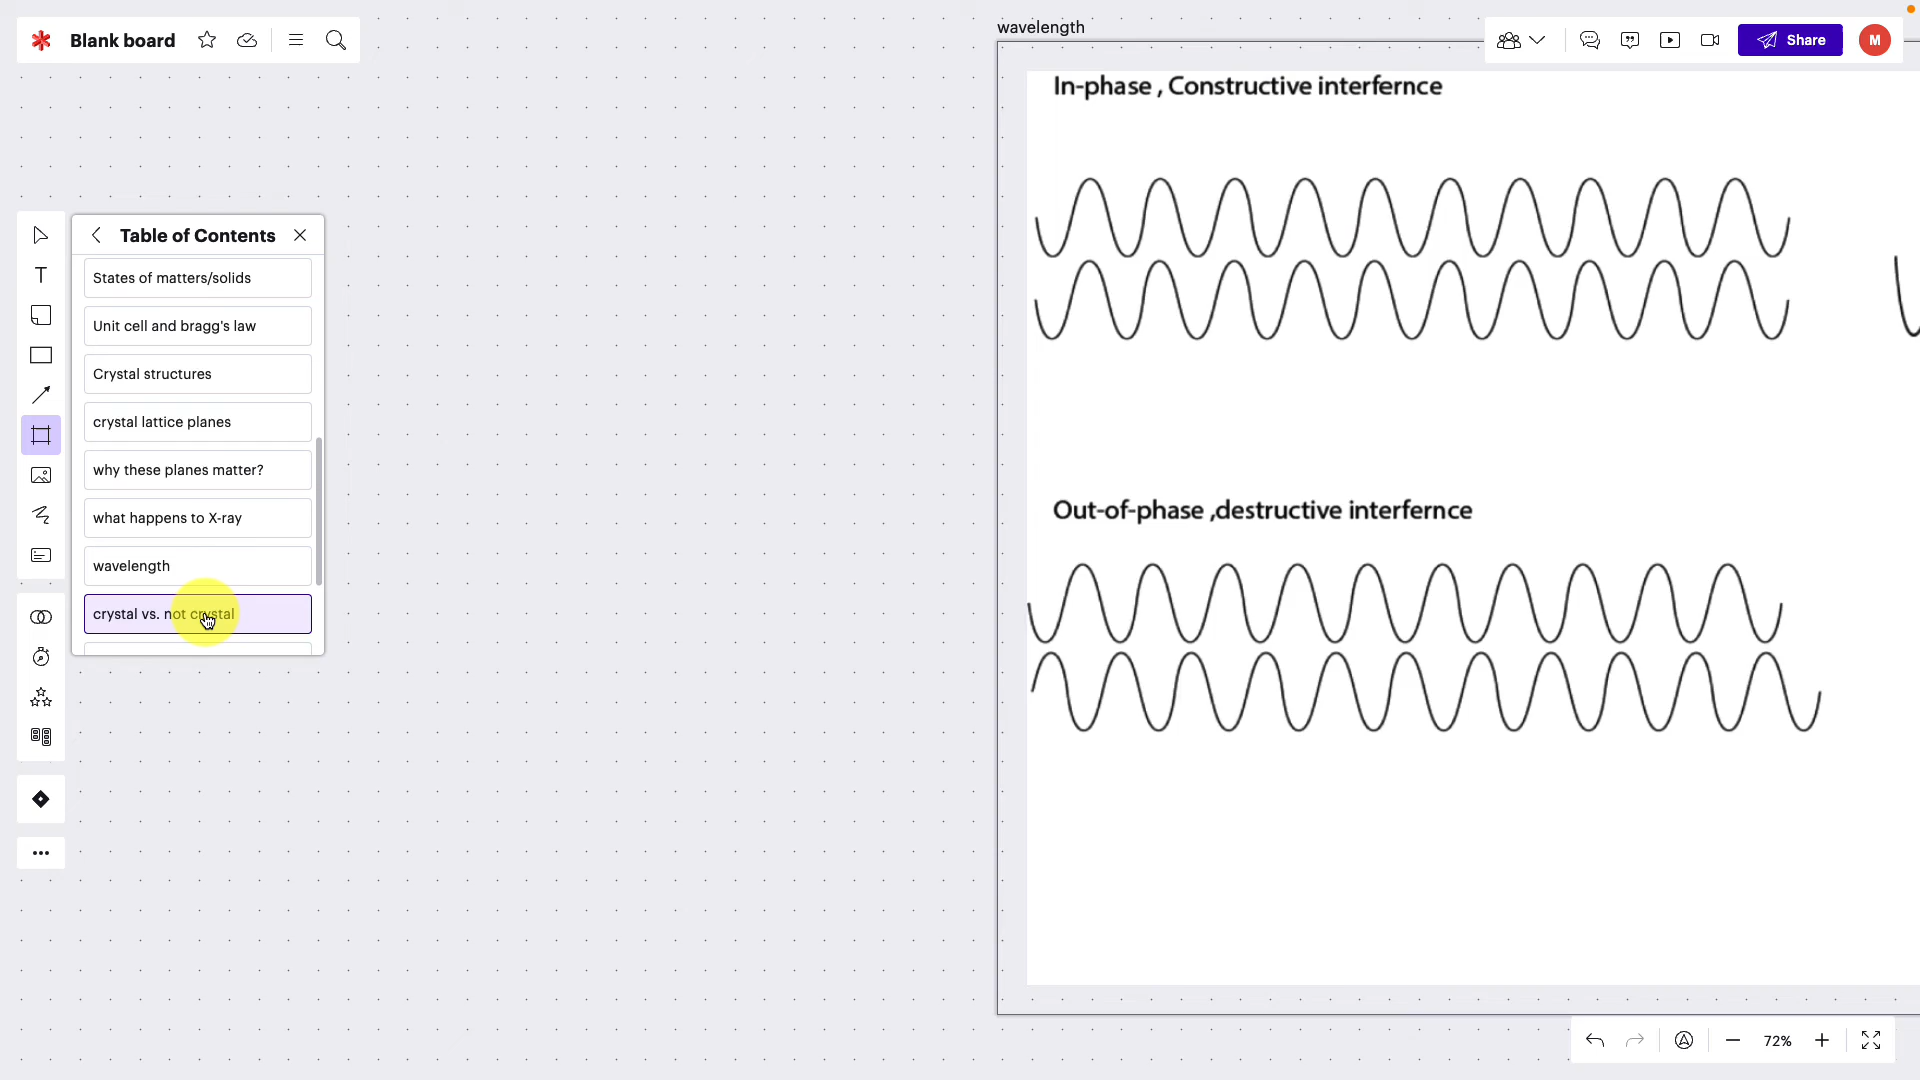 Blank board
wavelength
Share
M
In-phase , Constructive interfernce
Table of Contents
States of matters/solids
Unit cell and bragg's law
Crystal structures
crystal lattice planes
why these planes matter?
what happens to X-ray
wavelength
crystal vs. not crystal
Out-of-phase ,destructive interfernce
72%